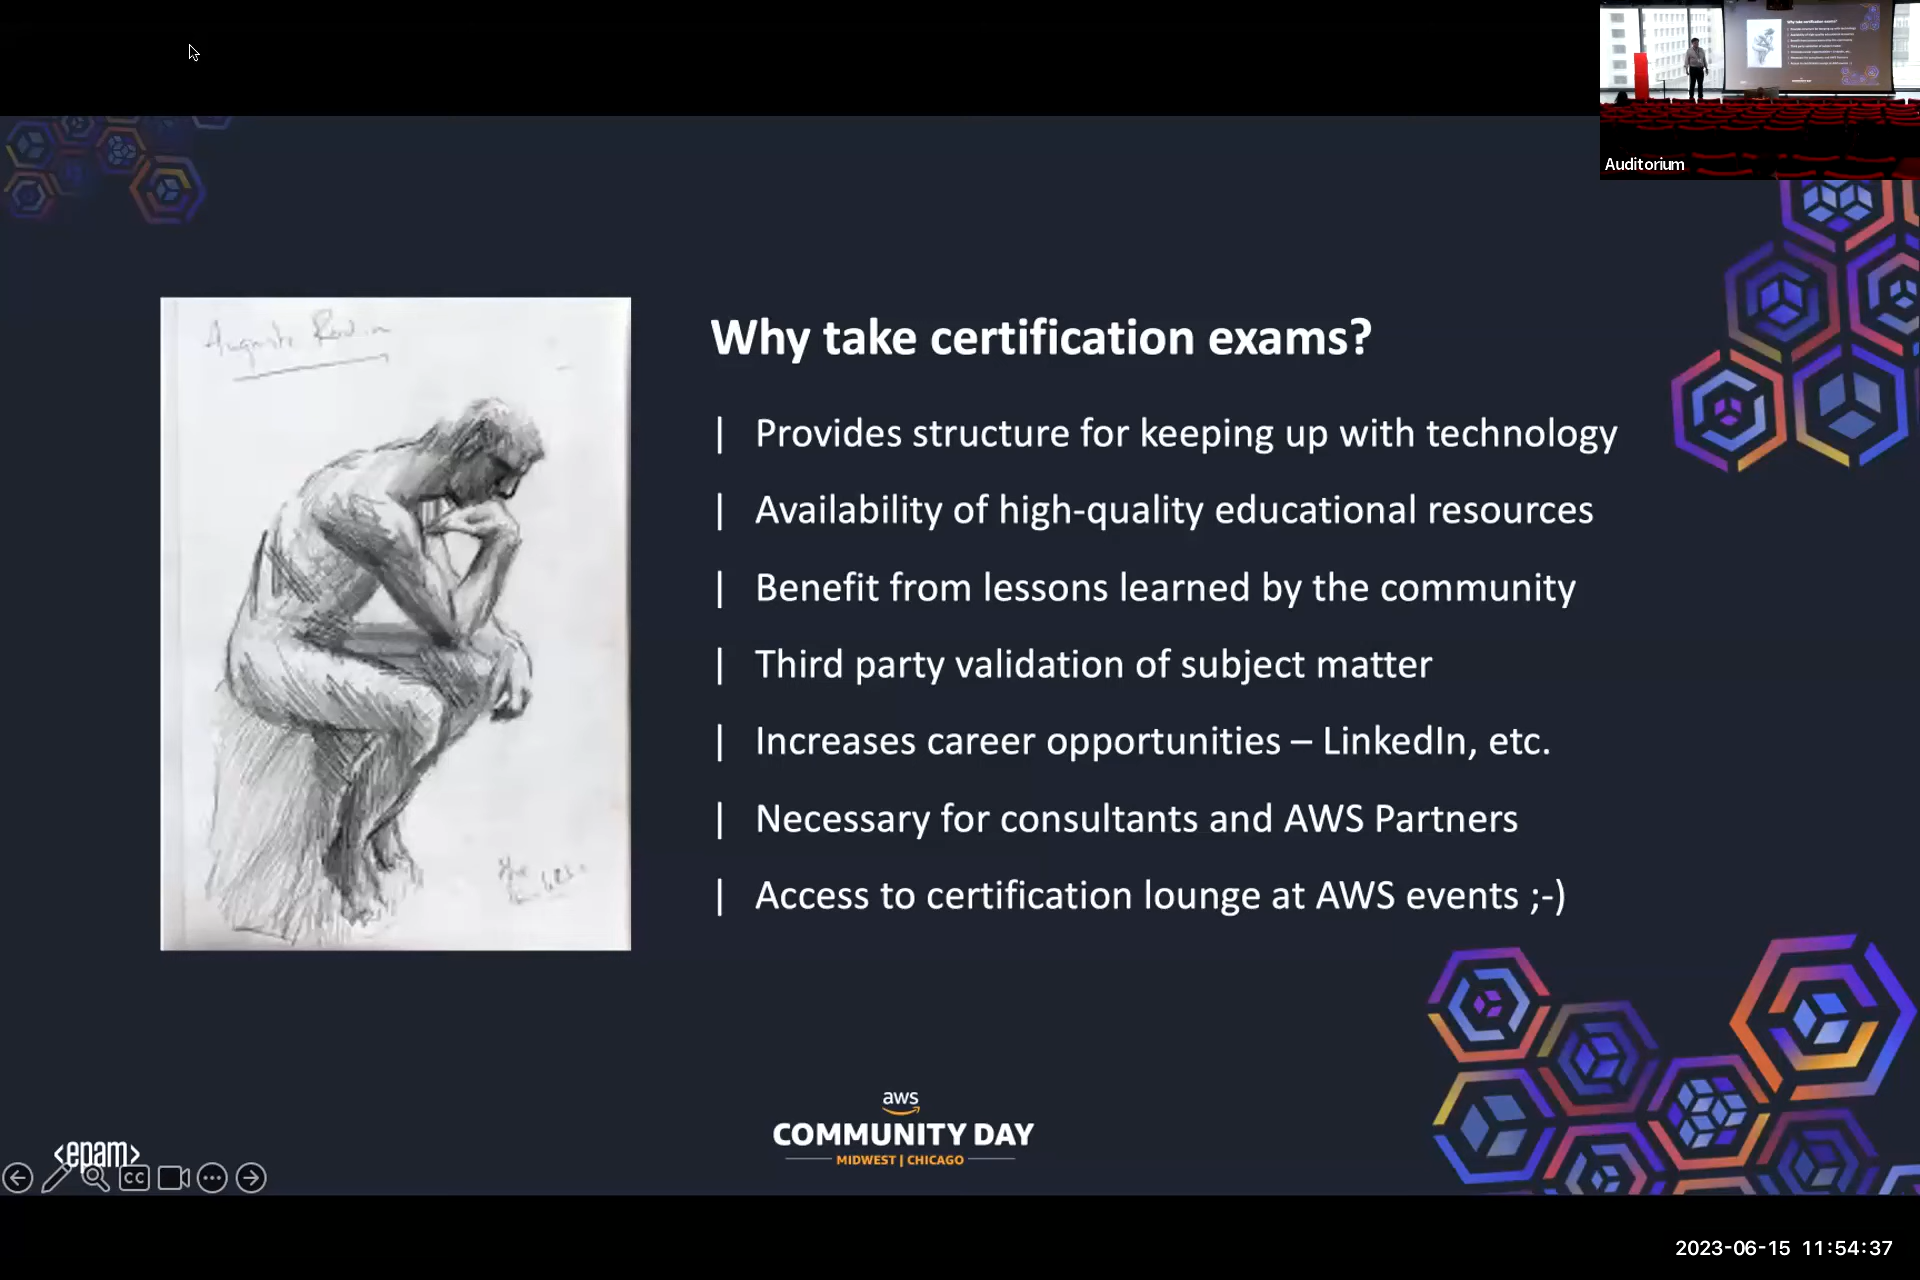 Auditorium
Auguste Rodin
Why take certification exams?
| Provides structure for keeping up with technology
| Availability of high-quality educational resources
| Benefit from lessons learned by the community
| Third party validation of subject matter
| Increases career opportunities – LinkedIn, etc.
| Necessary for consultants and AWS Partners
| Access to certification lounge at AWS events ;-)
aws
COMMUNITY DAY
MIDWEST | CHICAGO
<epam>
CC
2023-06-15 11:54:37